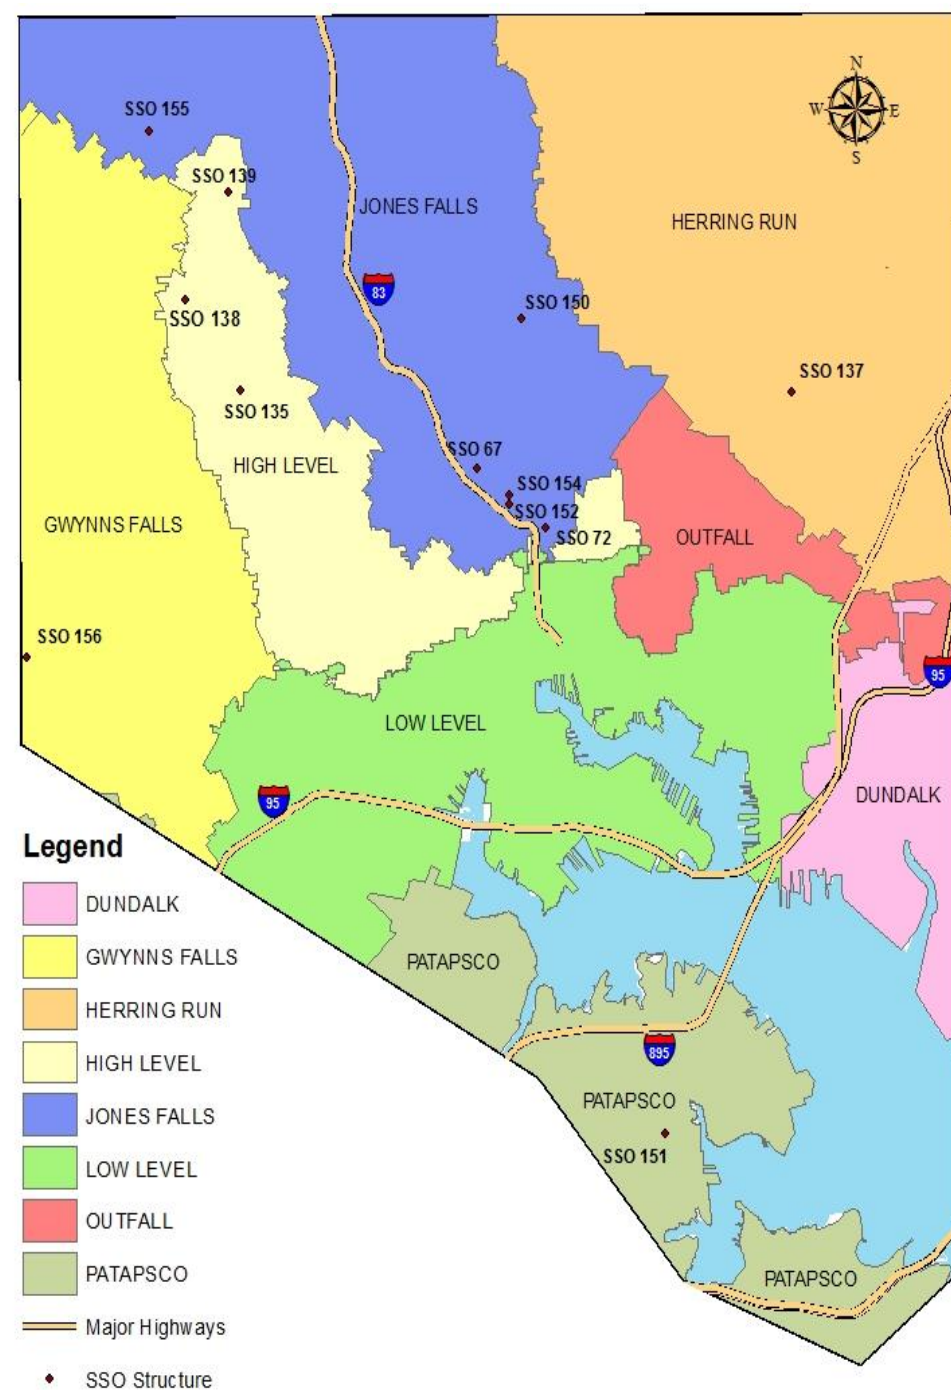 N
W E
S
SSO 155
SSO 139
JONES FALLS
HERRING RUN
83
SSO 150
SSO 138
SSO 137
SSO 135
SSO 67
HIGH LEVEL
SSO 154
SSO 152
GWYNNS FALLS
SSO 72
OUTFALL
SSO 156
95
LOW LEVEL
DUNDALK
95
PATAPSCO
895
PATAPSCO
SSO 151
PATAPSCO
Legend
DUNDALK
GWYNNS FALLS
HERRING RUN
HIGH LEVEL
JONES FALLS
LOW LEVEL
OUTFALL
PATAPSCO
Major Highways
SSO Structure